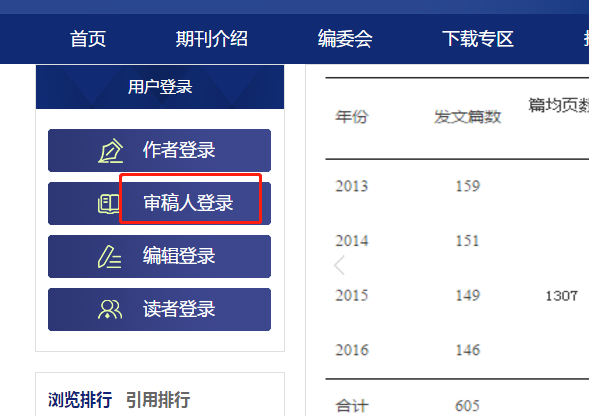 首页 期刊介绍 编委会 下载专区
用户登录
作者登录
审稿人登录
编辑登录
读者登录
浏览排行 引用排行
年份 发文篇数 篇均页数
2013 159
2014 151
2015 149 1307
2016 146
合计 605